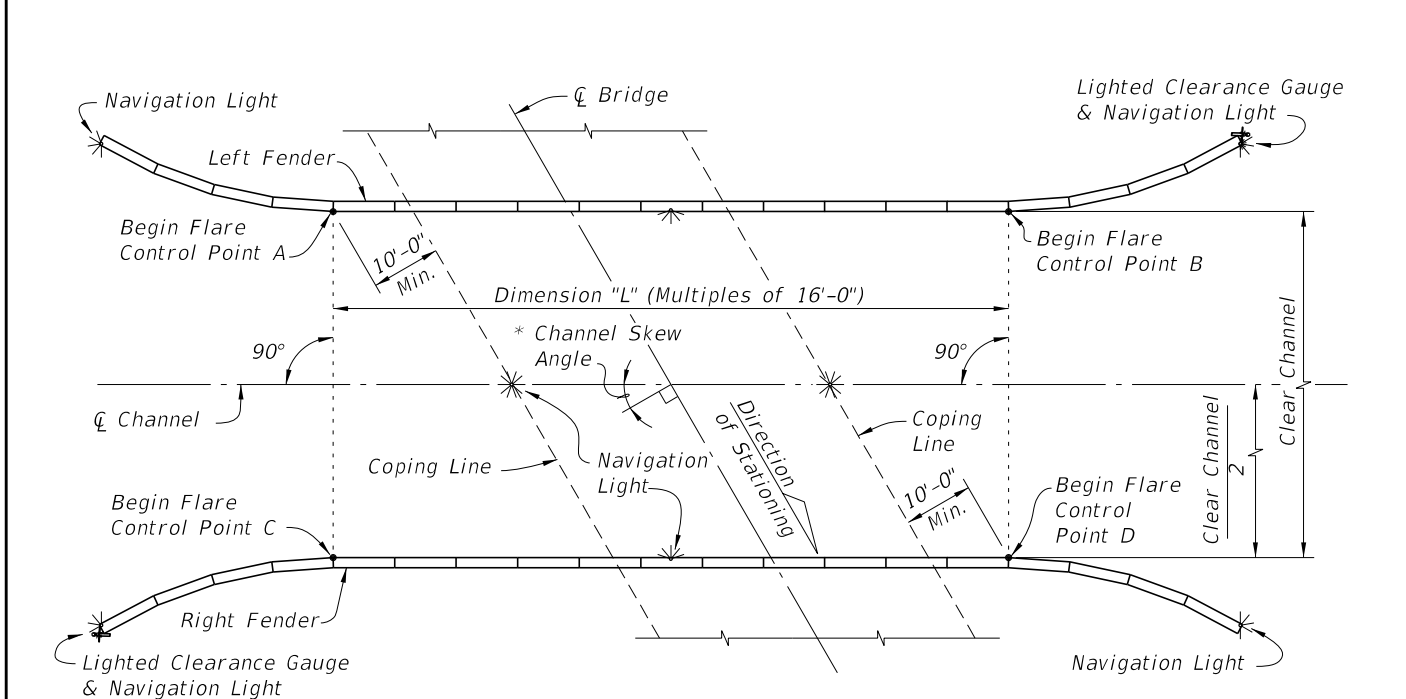 Navigation Light
℄ Bridge
Lighted Clearance Gauge
& Navigation Light
Left Fender
Begin Flare
Control Point A
10'-0"
Min.
Begin Flare
Control Point B
Dimension "L" (Multiples of 16'-0")
* Channel Skew
Angle
90°
90°
Clear Channel
℄ Channel
Coping Line
Navigation
Light
Direction
of Stationing
Coping
Line
10'-0"
Min.
Clear Channel
2
Begin Flare
Control Point C
Begin Flare
Control
Point D
Right Fender
Lighted Clearance Gauge
& Navigation Light
Navigation Light